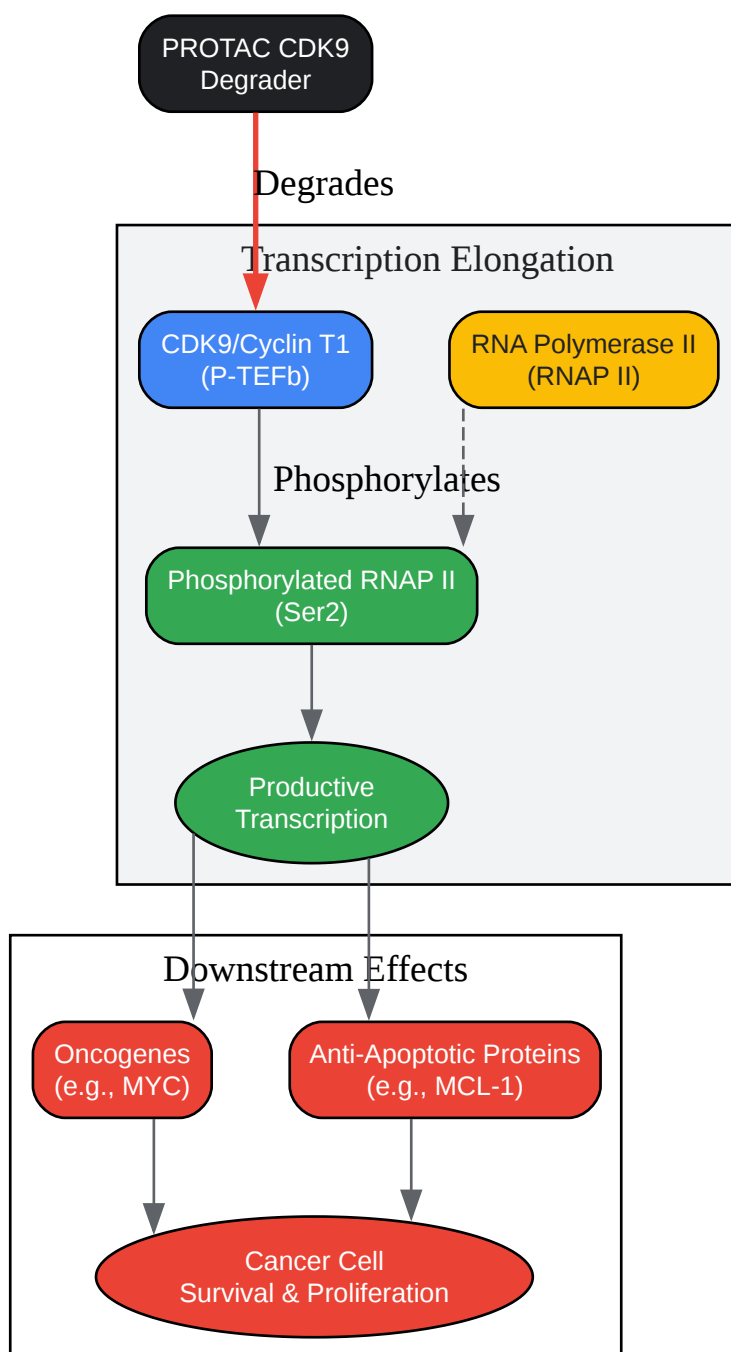 PROTAC CDK9
Degrader
Degrades
Transcription Elongation
CDK9/Cyclin T1
(P-TEFb)
RNA Polymerase II
(RNAP II)
Phosphorylates
Phosphorylated RNAP II
(Ser2)
Productive
Transcription
Downstream Effects
Oncogenes
(e.g., MYC)
Anti-Apoptotic Proteins
(e.g., MCL-1)
Cancer Cell
Survival & Proliferation